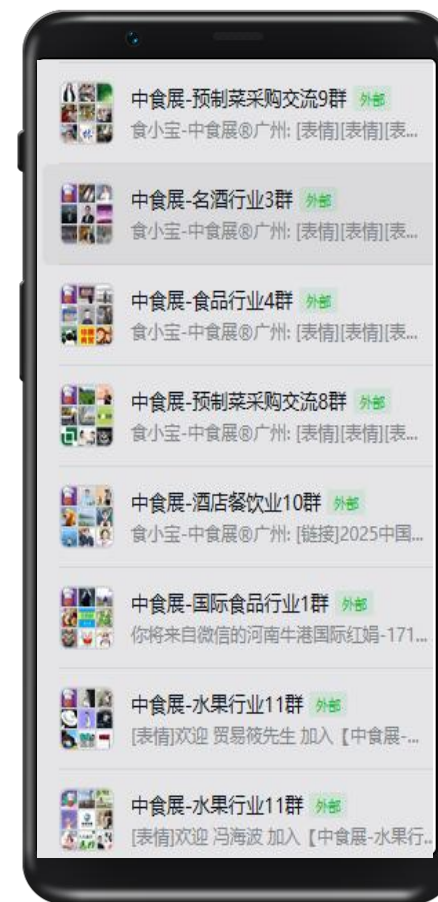 中食展-预制菜采购交流9群 外部
食小宝-中食展®广州: [表情][表情][表...
中食展-名酒行业3群 外部
食小宝-中食展®广州: [表情][表情][表...
中食展-食品行业4群 外部
食小宝-中食展®广州: [表情][表情][表...
中食展-预制菜采购交流8群 外部
食小宝-中食展®广州: [表情][表情][表...
中食展-酒店餐饮业10群 外部
食小宝-中食展®广州: [链接]2025中国...
中食展-国际食品行业1群 外部
你将来自微信的河南牛港国际红娟-171...
中食展-水果行业11群 外部
[表情]欢迎 贸易筱先生 加入【中食展-...
中食展-水果行业11群 外部
[表情]欢迎 冯海波 加入【中食展-水果行..